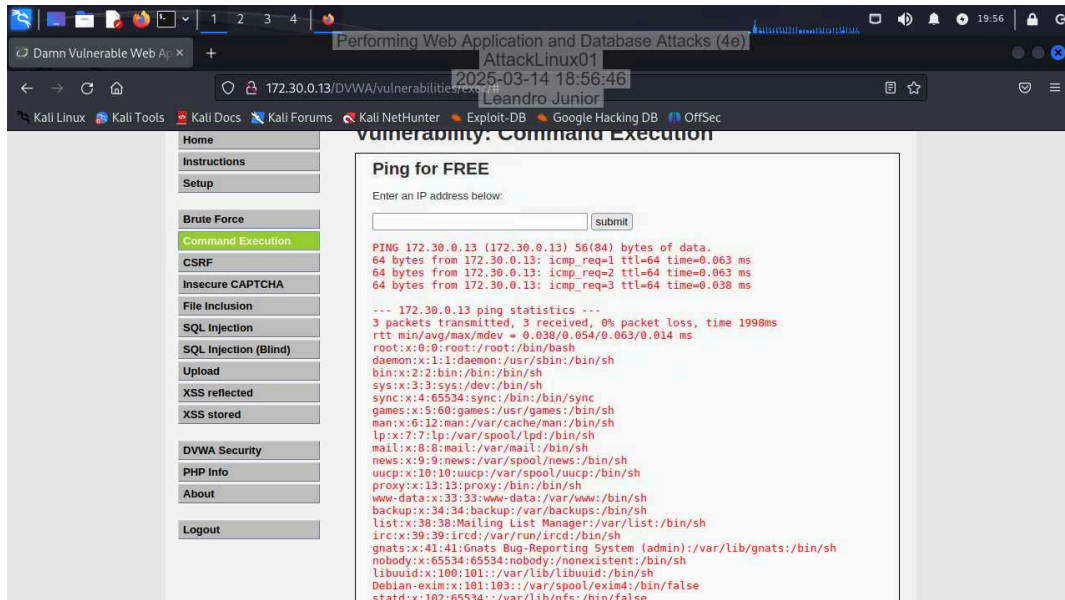 1 2 3 4
19:56
G
Damn Vulnerable Web Ap
Performing Web Application and Database Attacks (4e)
AttackLinux01
2025-03-14 18:56:46
Leandro Junior
172.30.0.13/DVWA/vulnerabilities/exec/#
Kali Linux Kali Tools Kali Docs Kali Forums Kali NetHunter Exploit-DB Google Hacking DB OffSec
Home
Instructions
Setup
Brute Force
Command Execution
CSRF
Insecure CAPTCHA
File Inclusion
SQL Injection
SQL Injection (Blind)
Upload
XSS reflected
XSS stored
DVWA Security
PHP Info
About
Logout
Vulnerability: Command Execution
Ping for FREE
Enter an IP address below:
submit
PING 172.30.0.13 (172.30.0.13) 56(84) bytes of data.
64 bytes from 172.30.0.13: icmp_req=1 ttl=64 time=0.063 ms
64 bytes from 172.30.0.13: icmp_req=2 ttl=64 time=0.063 ms
64 bytes from 172.30.0.13: icmp_req=3 ttl=64 time=0.038 ms
--- 172.30.0.13 ping statistics ---
3 packets transmitted, 3 received, 0% packet loss, time 1998ms
rtt min/avg/max/mdev = 0.038/0.054/0.063/0.014 ms
root:x:0:0:root:/root:/bin/bash
daemon:x:1:1:daemon:/usr/sbin:/bin/sh
bin:x:2:2:bin:/bin:/bin/sh
sys:x:3:3:sys:/dev:/bin/sh
sync:x:4:65534:sync:/bin:/bin/sync
games:x:5:60:games:/usr/games:/bin/sh
man:x:6:12:man:/var/cache/man:/bin/sh
lp:x:7:7:lp:/var/spool/lpd:/bin/sh
mail:x:8:8:mail:/var/mail:/bin/sh
news:x:9:9:news:/var/spool/news:/bin/sh
uucp:x:10:10:uucp:/var/spool/uucp:/bin/sh
proxy:x:13:13:proxy:/bin:/bin/sh
www-data:x:33:33:www-data:/var/www:/bin/sh
backup:x:34:34:backup:/var/backups:/bin/sh
list:x:38:38:Mailing List Manager:/var/list:/bin/sh
irc:x:39:39:ircd:/var/run/ircd:/bin/sh
gnats:x:41:41:Gnats Bug-Reporting System (admin):/var/lib/gnats:/bin/sh
nobody:x:65534:65534:nobody:/nonexistent:/bin/sh
libuuid:x:100:101::/var/lib/libuuid:/bin/sh
Debian-exim:x:101:103::/var/spool/exim4:/bin/false
statd:x:102:65534::/var/lib/nfs:/bin/false